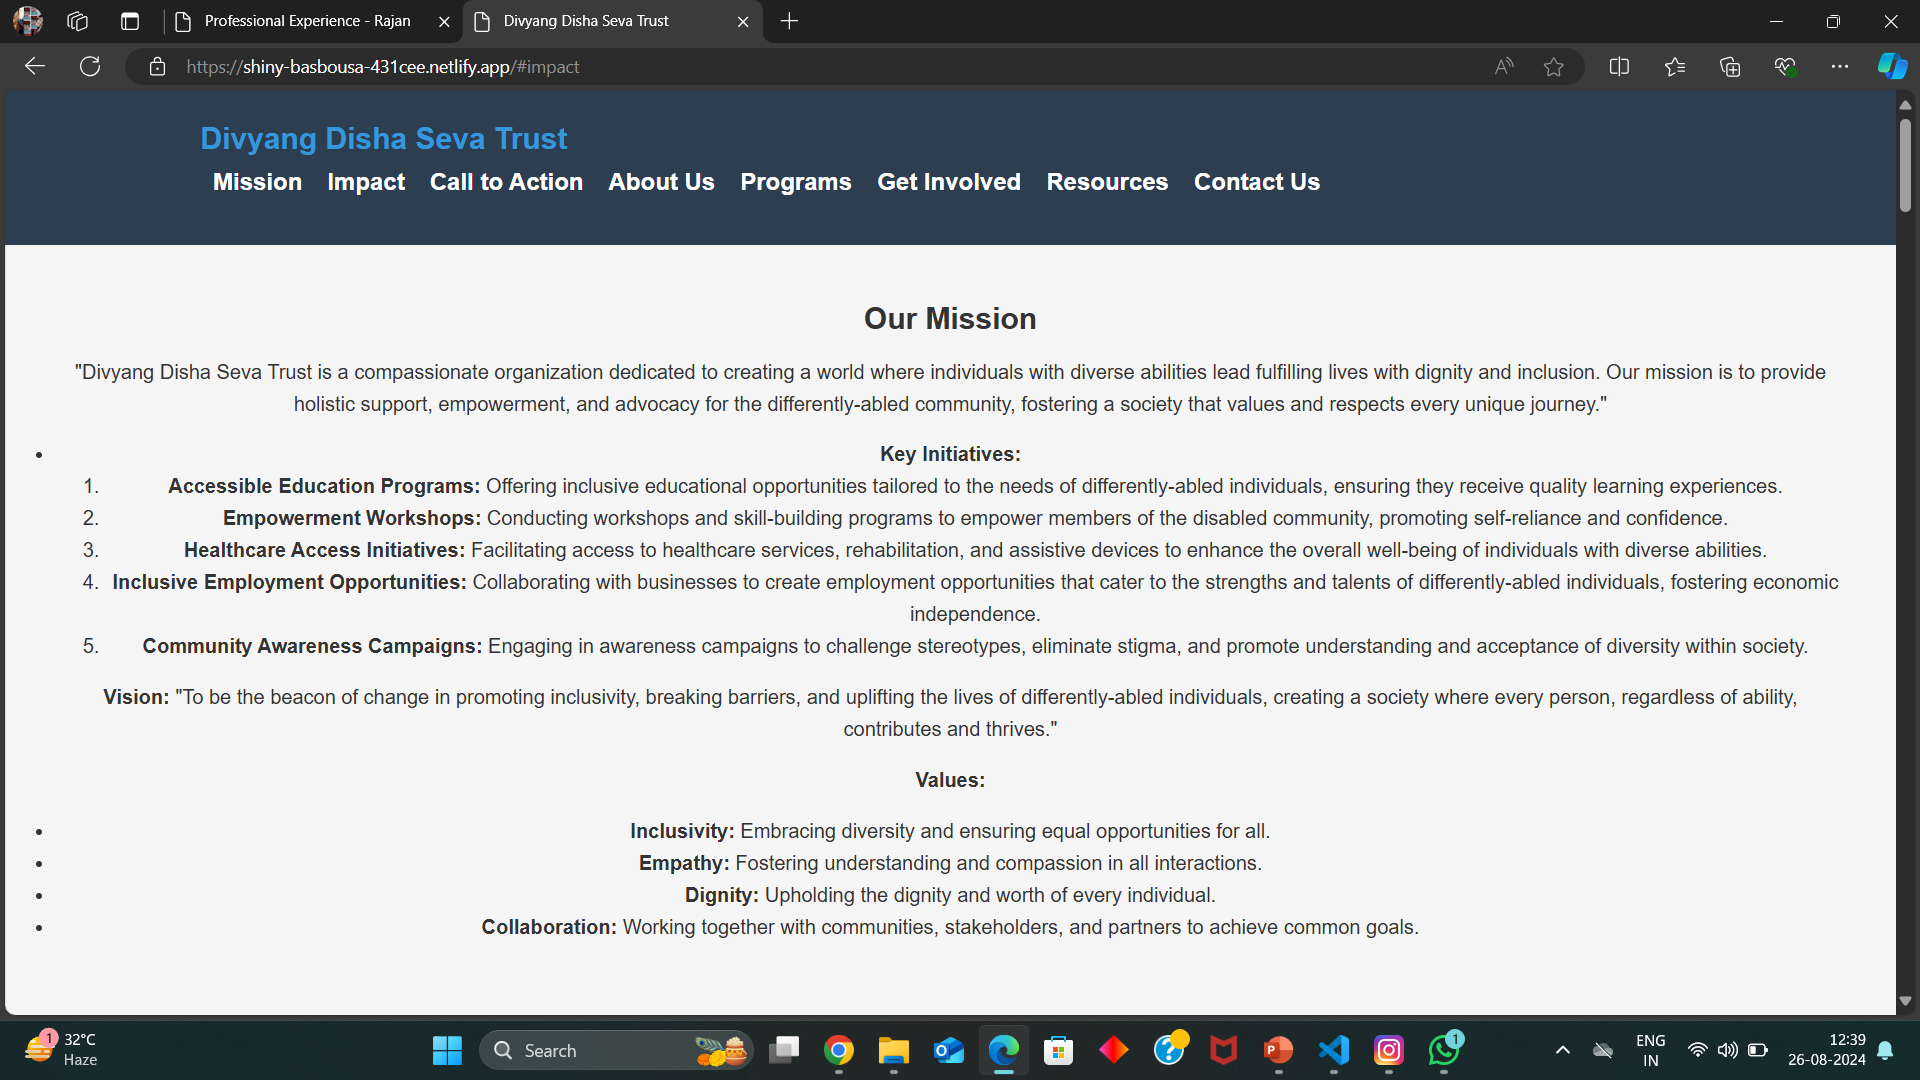 Professional Experience - Rajan
Divyang Disha Seva Trust
https://shiny-basbousa-431cee.netlify.app/#impact
Divyang Disha Seva Trust
Mission Impact Call to Action About Us Programs Get Involved Resources Contact Us
Our Mission
"Divyang Disha Seva Trust is a compassionate organization dedicated to creating a world where individuals with diverse abilities lead fulfilling lives with dignity and inclusion. Our mission is to provide
holistic support, empowerment, and advocacy for the differently-abled community, fostering a society that values and respects every unique journey."
• Key Initiatives:
1. Accessible Education Programs: Offering inclusive educational opportunities tailored to the needs of differently-abled individuals, ensuring they receive quality learning experiences.
2. Empowerment Workshops: Conducting workshops and skill-building programs to empower members of the disabled community, promoting self-reliance and confidence.
3. Healthcare Access Initiatives: Facilitating access to healthcare services, rehabilitation, and assistive devices to enhance the overall well-being of individuals with diverse abilities.
4. Inclusive Employment Opportunities: Collaborating with businesses to create employment opportunities that cater to the strengths and talents of differently-abled individuals, fostering economic
independence.
5. Community Awareness Campaigns: Engaging in awareness campaigns to challenge stereotypes, eliminate stigma, and promote understanding and acceptance of diversity within society.
Vision: "To be the beacon of change in promoting inclusivity, breaking barriers, and uplifting the lives of differently-abled individuals, creating a society where every person, regardless of ability,
contributes and thrives."
Values:
• Inclusivity: Embracing diversity and ensuring equal opportunities for all.
• Empathy: Fostering understanding and compassion in all interactions.
• Dignity: Upholding the dignity and worth of every individual.
• Collaboration: Working together with communities, stakeholders, and partners to achieve common goals.
1
32°C
Haze
Search
1
ENG
IN
12:39
26-08-2024